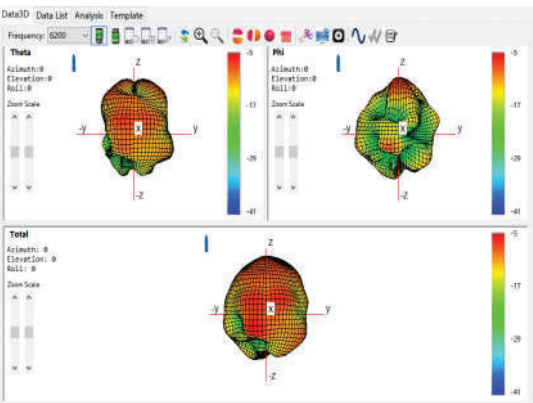 Data3D Data List Analysis Template
Frequency: 6200
Theta
Azimuth:0
Elevation:0
Roll:0
Zoom Scale
z
-y
x
y
-z
-5
-17
-29
-41
Phi
Azimuth:0
Elevation:0
Roll:0
Zoom Scale
z
-y
x
y
-z
-5
-17
-29
-41
Total
Azimuth: 0
Elevation: 0
Roll: 0
Zoom Scale
z
-y
x
y
-z
-5
-17
-29
-41